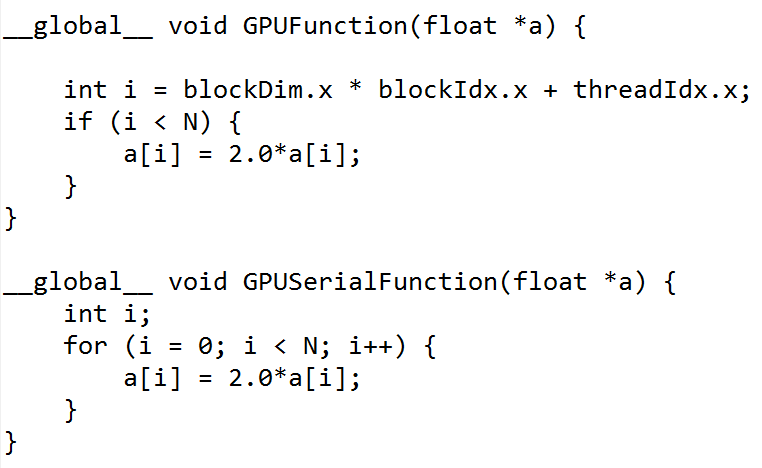 __global__ void GPUFunction(float *a) {
    int i = blockDim.x * blockIdx.x + threadIdx.x;
    if (i < N) {
        a[i] = 2.0*a[i];
    }
}
__global__ void GPUSerialFunction(float *a) {
    int i;
    for (i = 0; i < N; i++) {
        a[i] = 2.0*a[i];
    }
}